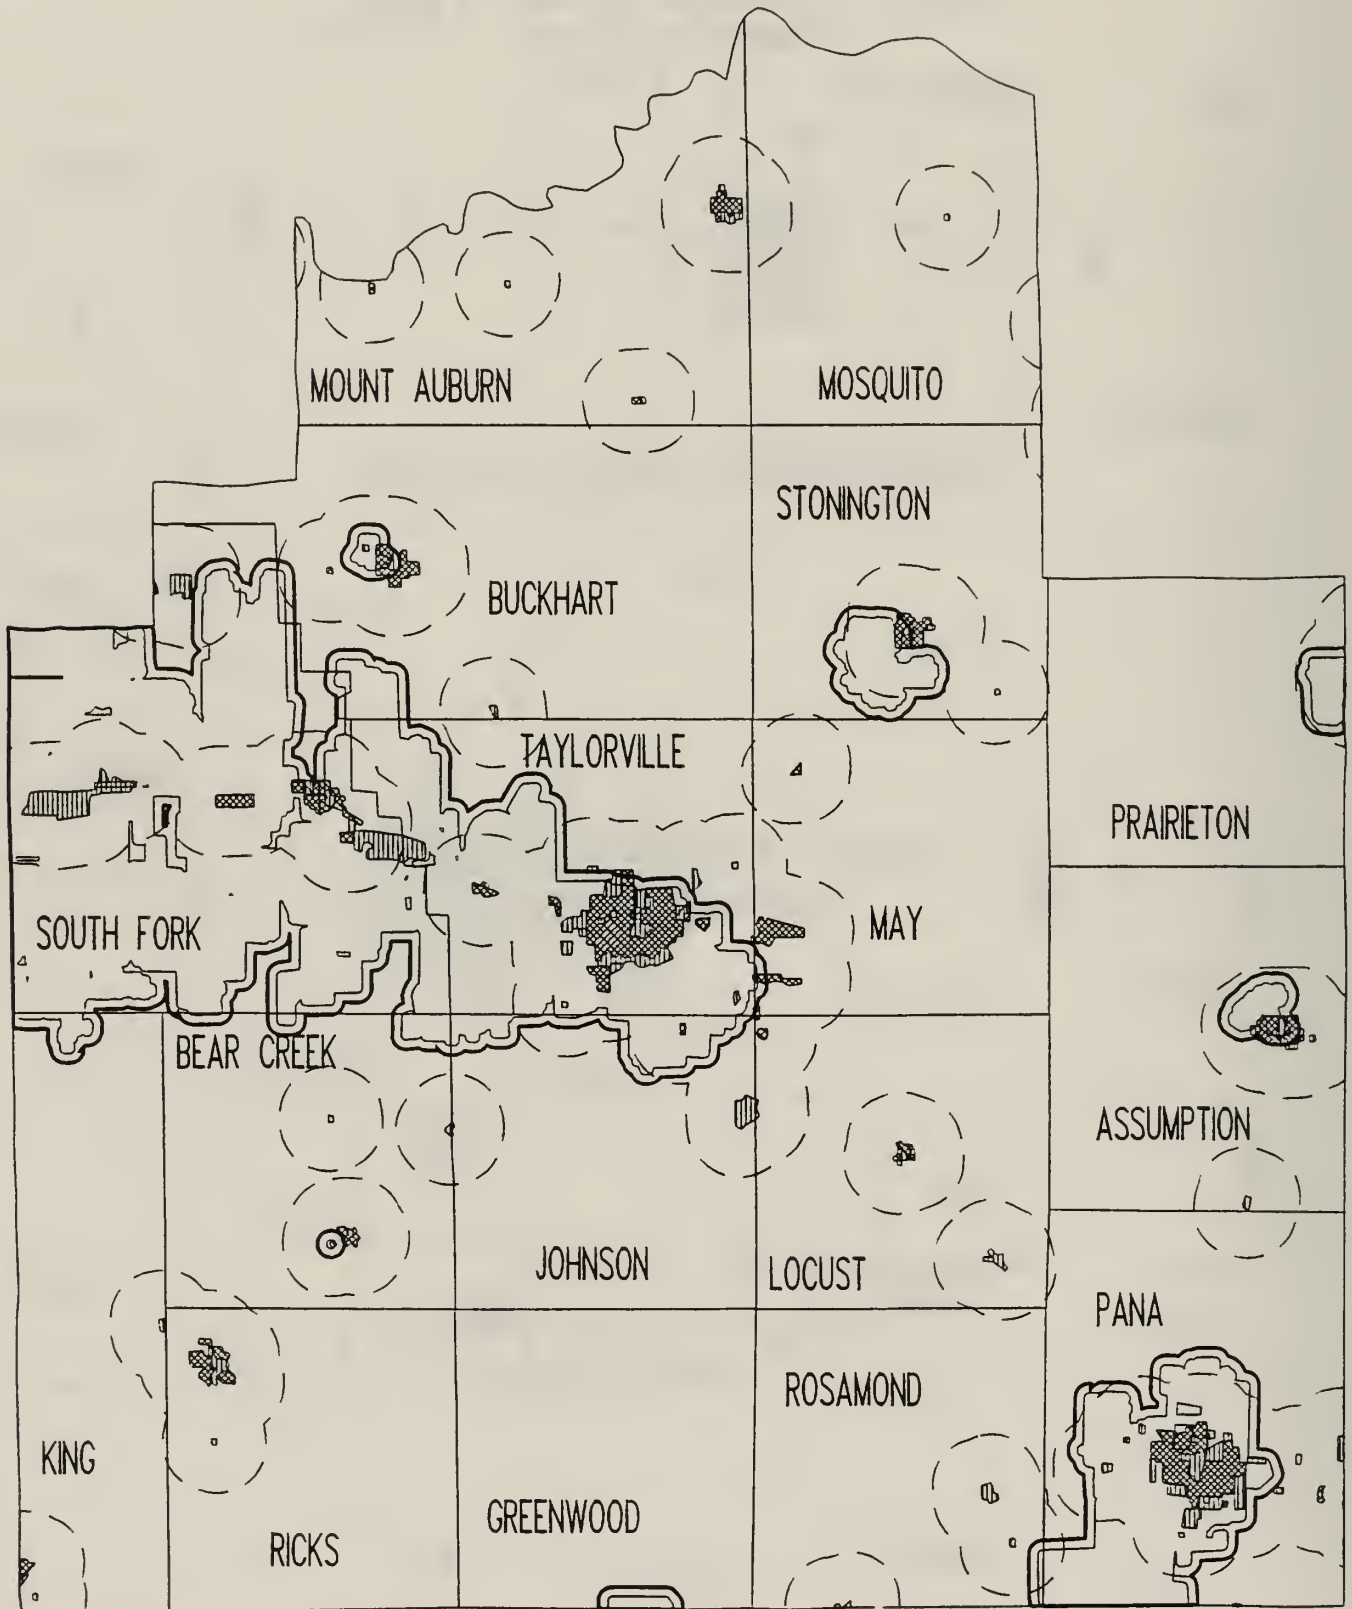 MOUNT AUBURN
MOSQUITO
STONINGTON
BUCKHART
TAYLORVILLE
PRAIRIETON
SOUTH FORK
MAY
BEAR CREEK
ASSUMPTION
JOHNSON
LOCUST
PANA
ROSAMOND
KING
GREENWOOD
RICKS